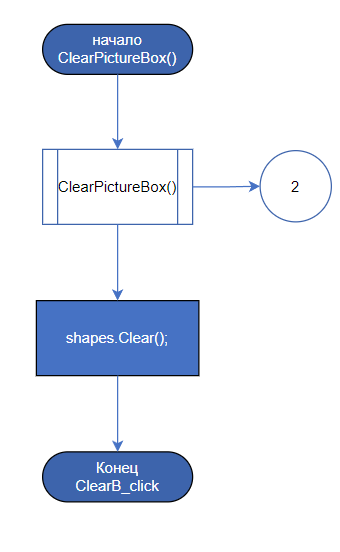 начало
ClearPictureBox()
ClearPictureBox()
2
shapes.Clear();
Конец
ClearB_click